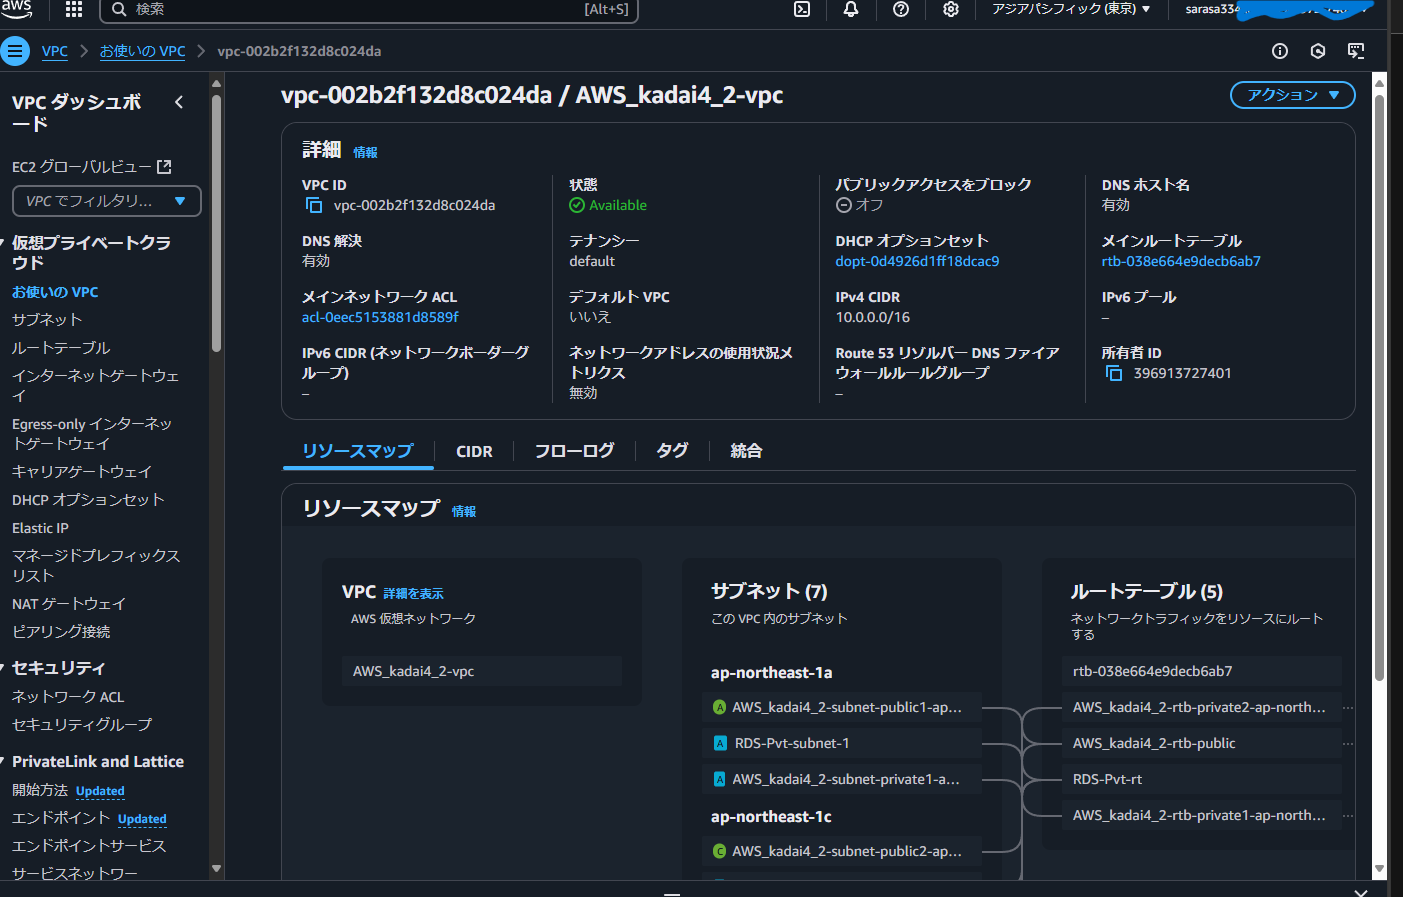 aws
検索
[Alt+S]
アジアパシフィック (東京)
sarasa334
VPC
お使いの VPC
vpc-002b2f132d8c024da
VPC ダッシュボ
ード
EC2 グローバルビュー
VPC でフィルタリ...
仮想プライベートクラ
ウド
お使いの VPC
サブネット
ルートテーブル
インターネットゲートウェ
イ
Egress-only インターネッ
トゲートウェイ
キャリアゲートウェイ
DHCP オプションセット
Elastic IP
マネージドプレフィックス
リスト
NAT ゲートウェイ
ピアリング接続
セキュリティ
ネットワーク ACL
セキュリティグループ
PrivateLink and Lattice
開始方法 Updated
エンドポイント Updated
エンドポイントサービス
サービスネットワー
vpc-002b2f132d8c024da / AWS_kadai4_2-vpc
アクション
詳細 情報
VPC ID
vpc-002b2f132d8c024da
状態
Available
パブリックアクセスをブロック
オフ
DNS ホスト名
有効
DNS 解決
有効
テナンシー
default
DHCP オプションセット
dopt-0d4926d1ff18dcac9
メインルートテーブル
rtb-038e664e9decb6ab7
メインネットワーク ACL
acl-0eec5153881d8589f
デフォルト VPC
いいえ
IPv4 CIDR
10.0.0.0/16
IPv6 プール
–
IPv6 CIDR (ネットワークボーダーグ
ループ)
–
ネットワークアドレスの使用状況メ
トリクス
無効
Route 53 リゾルバー DNS ファイア
ウォールルールグループ
–
所有者 ID
396913727401
リソースマップ
CIDR
フローログ
タグ
統合
リソースマップ 情報
VPC 詳細を表示
AWS 仮想ネットワーク
AWS_kadai4_2-vpc
サブネット (7)
この VPC 内のサブネット
ap-northeast-1a
A AWS_kadai4_2-subnet-public1-ap...
A RDS-Pvt-subnet-1
A AWS_kadai4_2-subnet-private1-a...
ap-northeast-1c
C AWS_kadai4_2-subnet-public2-ap...
ルートテーブル (5)
ネットワークトラフィックをリソースにルート
する
rtb-038e664e9decb6ab7
AWS_kadai4_2-rtb-private2-ap-north...
AWS_kadai4_2-rtb-public
RDS-Pvt-rt
AWS_kadai4_2-rtb-private1-ap-north...